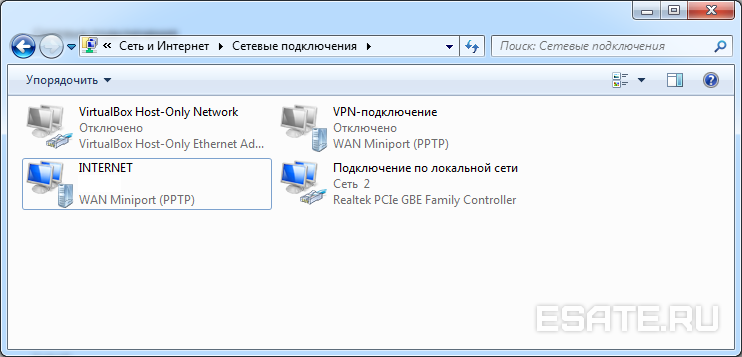 Сеть и Интернет
Сетевые подключения
Поиск: Сетевые подключения
Упорядочить
VirtualBox Host-Only Network
Отключено
VirtualBox Host-Only Ethernet Ad...
VPN-подключение
Отключено
WAN Miniport (PPTP)
INTERNET
WAN Miniport (PPTP)
Подключение по локальной сети
Сеть 2
Realtek PCIe GBE Family Controller
ESATE.RU